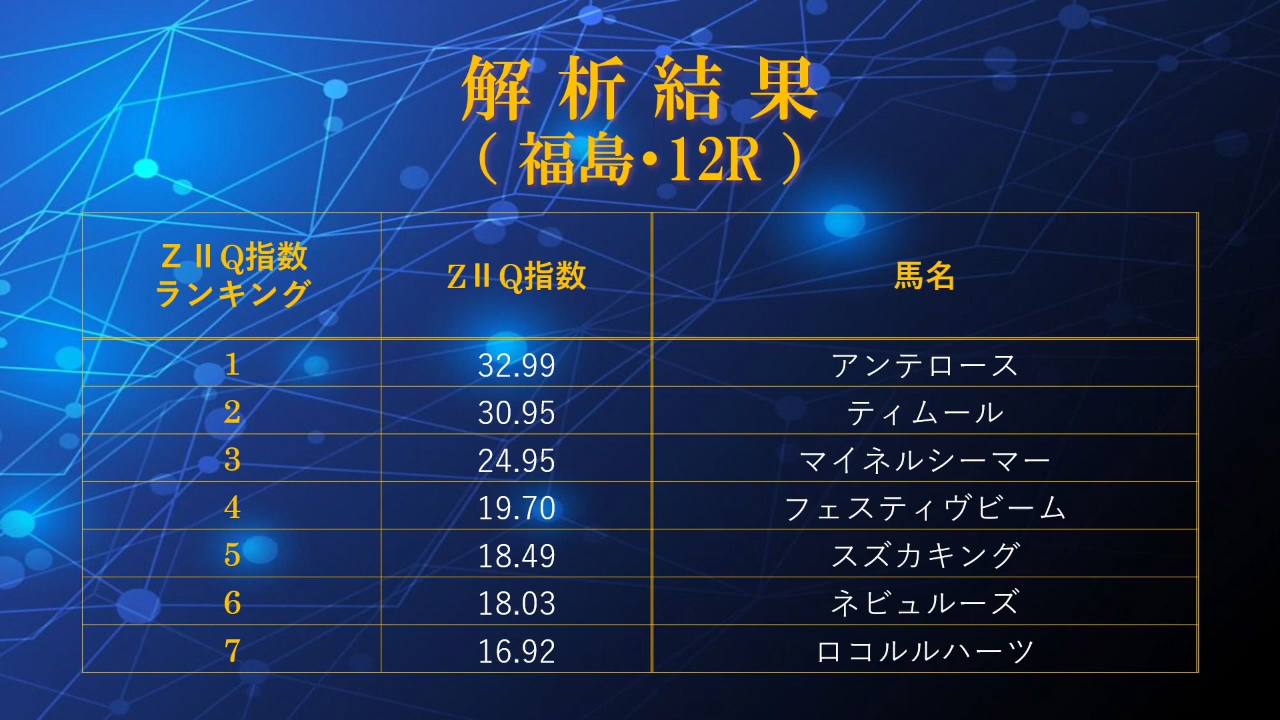 解析結果
（福島・12R）
ＺⅡQ指数
ランキング
ZⅡQ指数
馬名
1 32.99 アンテロース
2 30.95 ティムール
3 24.95 マイネルシーマー
4 19.70 フェスティヴビーム
5 18.49 スズカキング
6 18.03 ネビュルーズ
7 16.92 ロコルルハーツ